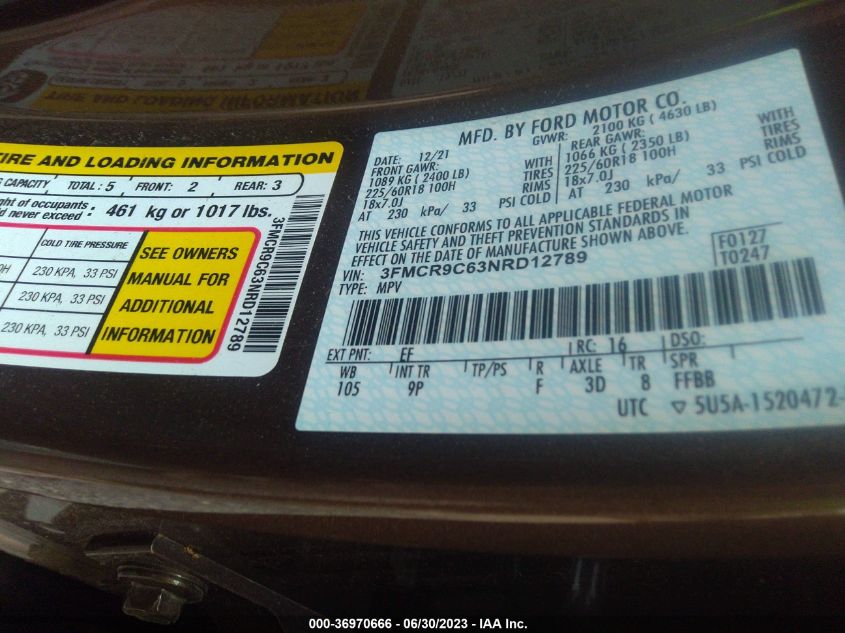 TIRE AND LOADING INFORMATION
CAPACITY TOTAL: 5 FRONT: 2 REAR: 3
of occupants
never exceed: 461 kg or 1017 lbs.
COLD TIRE PRESSURE
230 KPA, 33 PSI
230 KPA, 33 PSI
230 KPA, 33 PSI
SEE OWNERS
MANUAL FOR
ADDITIONAL
INFORMATION
3FMCR9C63NRD12789
MFD. BY FORD MOTOR CO.
DATE: 12/21 GVWR: 2100 KG ( 4630 LB)
FRONT GAWR: REAR GAWR:
1089 KG ( 2400 LB) WITH 1066 KG ( 2350 LB) WITH
225/60R18 100H TIRES 225/60R18 100H TIRES
18x7.0J RIMS 18x7.0J RIMS
AT 230 kPa/ 33 PSI COLD AT 230 kPa/ 33 PSI COLD
THIS VEHICLE CONFORMS TO ALL APPLICABLE FEDERAL MOTOR
VEHICLE SAFETY AND THEFT PREVENTION STANDARDS IN
EFFECT ON THE DATE OF MANUFACTURE SHOWN ABOVE.
VIN: 3FMCR9C63NRD12789
TYPE: MPV
F0127
T0247
EXT PNT: EF RC: 16 DSO:
WB INT TR TP/PS R AXLE TR SPR
105 9P F 3D 8 FFBB
UTC ▽ 5U5A-1520472-
000-36970666 - 06/30/2023 - IAA Inc.